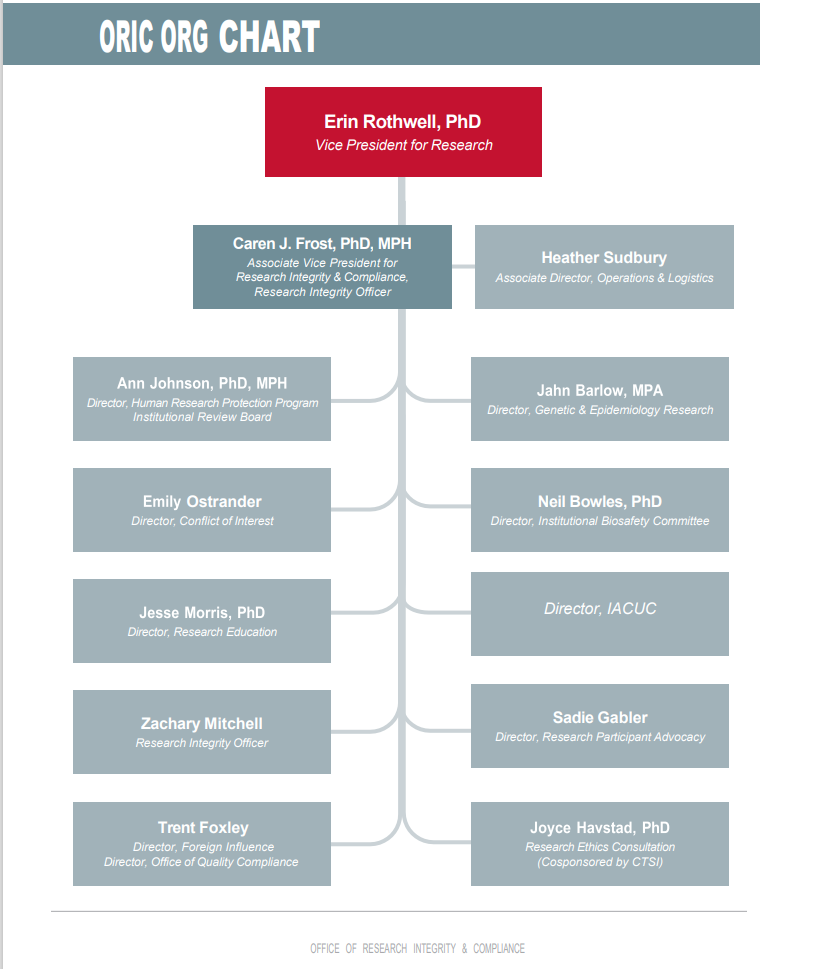 ORIC ORG CHART
Erin Rothwell, PhD
Vice President for Research
Caren J. Frost, PhD, MPH
Associate Vice President for
Research Integrity & Compliance,
Research Integrity Officer
Heather Sudbury
Associate Director, Operations & Logistics
Ann Johnson, PhD, MPH
Director, Human Research Protection Program
Institutional Review Board
Jahn Barlow, MPA
Director, Genetic & Epidemiology Research
Emily Ostrander
Director, Conflict of Interest
Neil Bowles, PhD
Director, Institutional Biosafety Committee
Jesse Morris, PhD
Director, Research Education
Director, IACUC
Zachary Mitchell
Research Integrity Officer
Sadie Gabler
Director, Research Participant Advocacy
Trent Foxley
Director, Foreign Influence
Director, Office of Quality Compliance
Joyce Havstad, PhD
Research Ethics Consultation
(Cosponsored by CTSI)
OFFICE OF RESEARCH INTEGRITY & COMPLIANCE